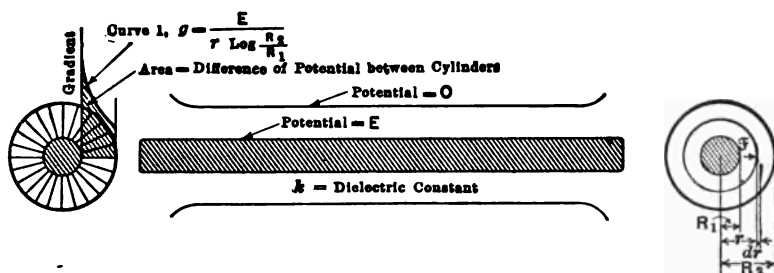 Curve 1, g = E / r Log R2/R1
Gradient
Area = Difference of Potential between Cylinders
Potential = O
Potential = E
k = Dielectric Constant
F
R1
r
dr
R2